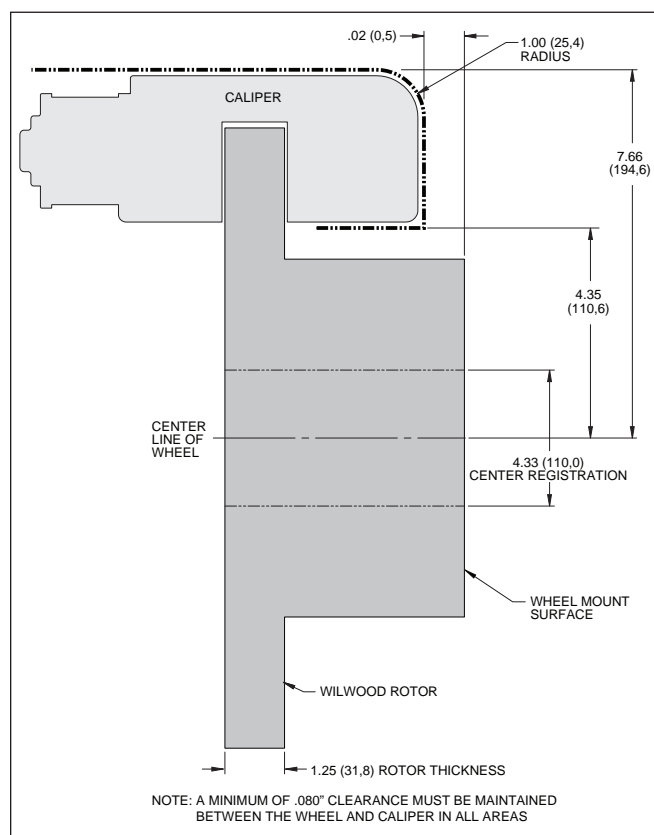 .02 (0,5)
1.00 (25,4)
RADIUS
CALIPER
7.66
(194,6)
4.35
(110,6)
CENTER
LINE OF
WHEEL
4.33 (110,0)
CENTER REGISTRATION
WHEEL MOUNT
SURFACE
WILWOOD ROTOR
1.25 (31,8) ROTOR THICKNESS
NOTE: A MINIMUM OF .080" CLEARANCE MUST BE MAINTAINED
BETWEEN THE WHEEL AND CALIPER IN ALL AREAS